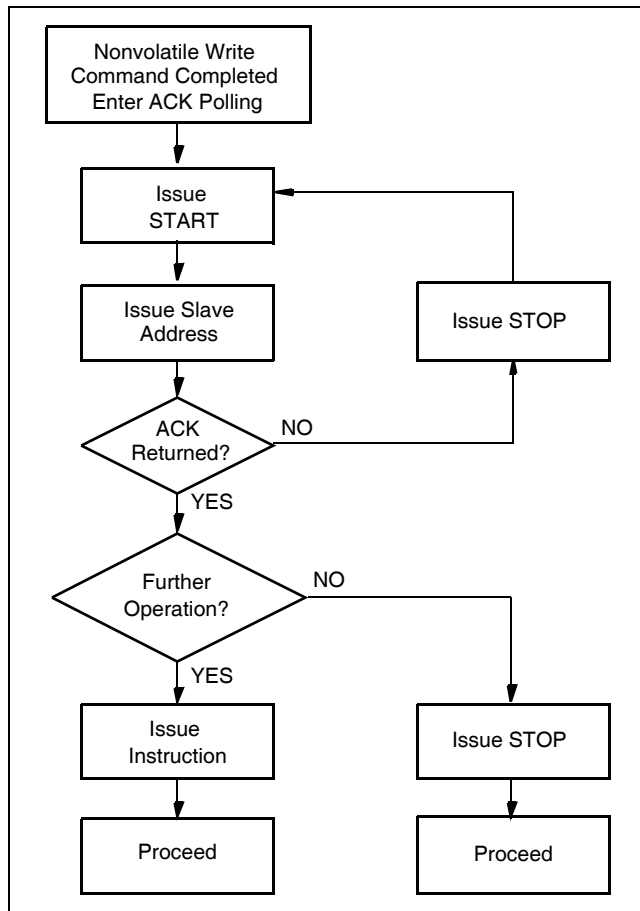 Nonvolatile Write
Command Completed
Enter ACK Polling
Issue
START
Issue Slave
Address
Issue STOP
ACK
Returned?
NO
YES
Further
Operation?
NO
YES
Issue
Instruction
Issue STOP
Proceed
Proceed